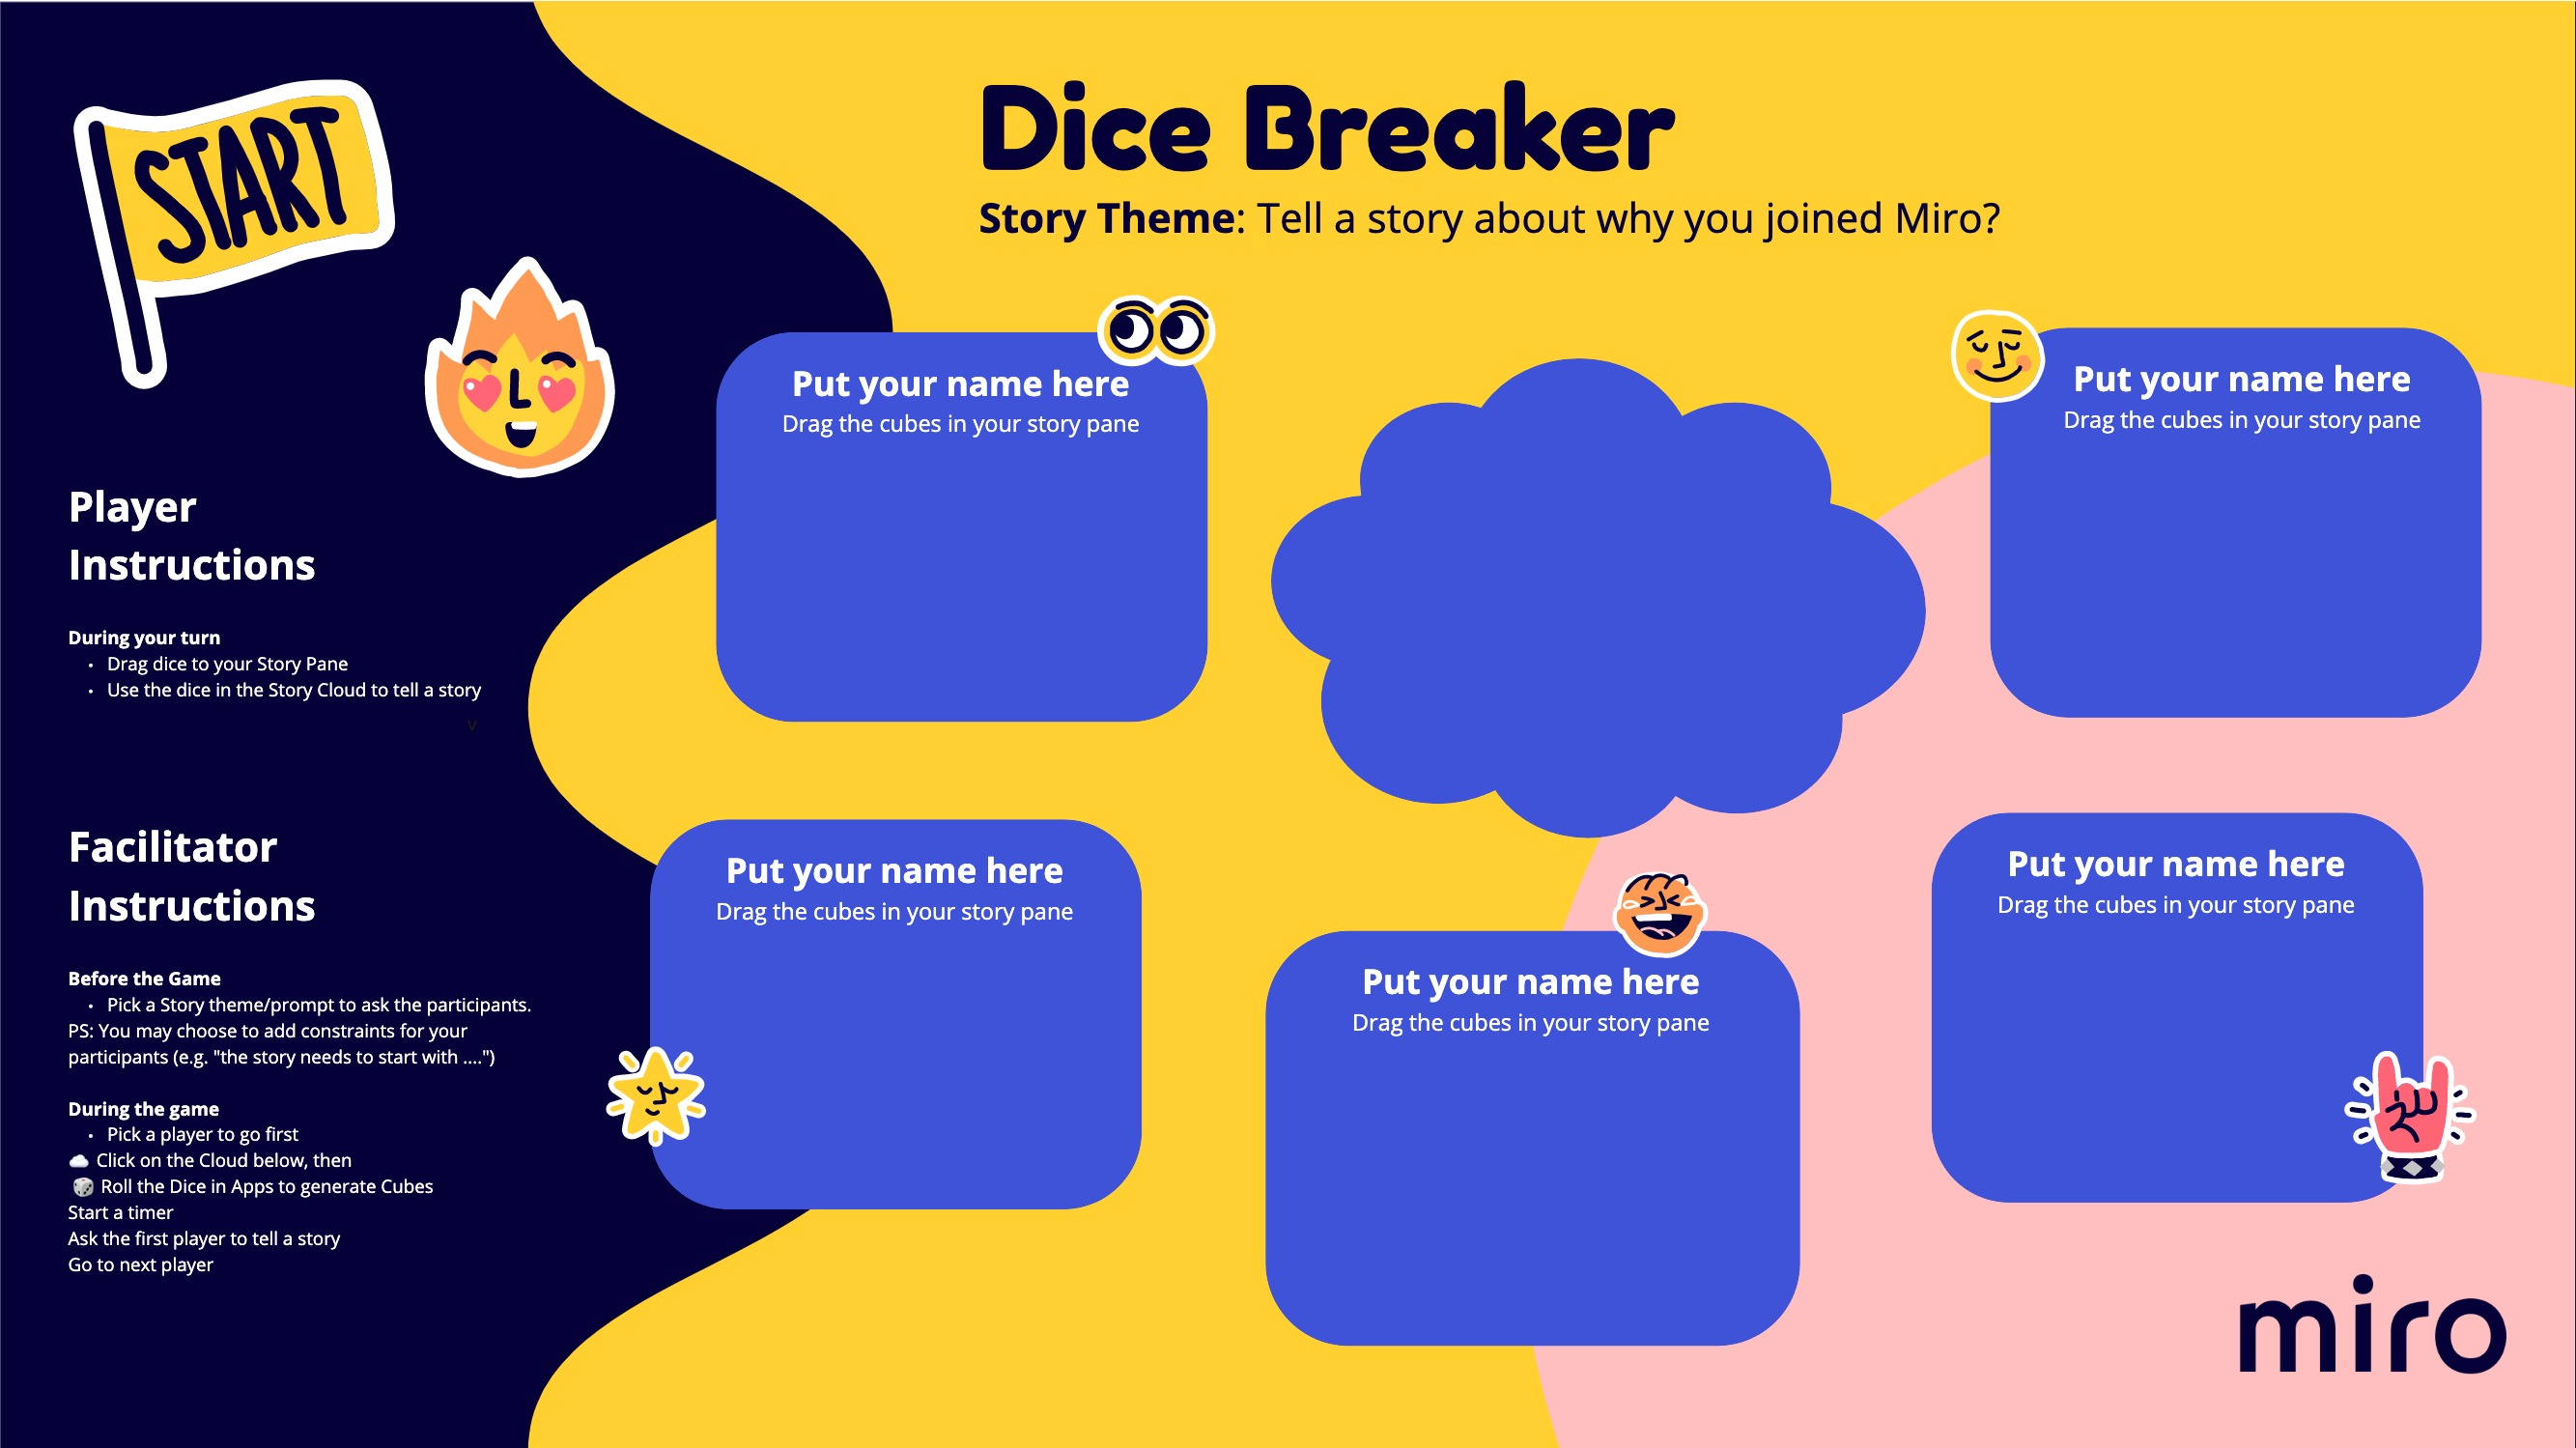 START
Dice Breaker
Story Theme: Tell a story about why you joined Miro?
Player
Instructions
During your turn
• Drag dice to your Story Pane
• Use the dice in the Story Cloud to tell a story
v
Facilitator
Instructions
Before the Game
• Pick a Story theme/prompt to ask the participants.
PS: You may choose to add constraints for your
participants (e.g. "the story needs to start with ....")
During the game
• Pick a player to go first
☁️ Click on the Cloud below, then
🎲 Roll the Dice in Apps to generate Cubes
Start a timer
Ask the first player to tell a story
Go to next player
Put your name here
Drag the cubes in your story pane
Put your name here
Drag the cubes in your story pane
Put your name here
Drag the cubes in your story pane
Put your name here
Drag the cubes in your story pane
Put your name here
Drag the cubes in your story pane
miro